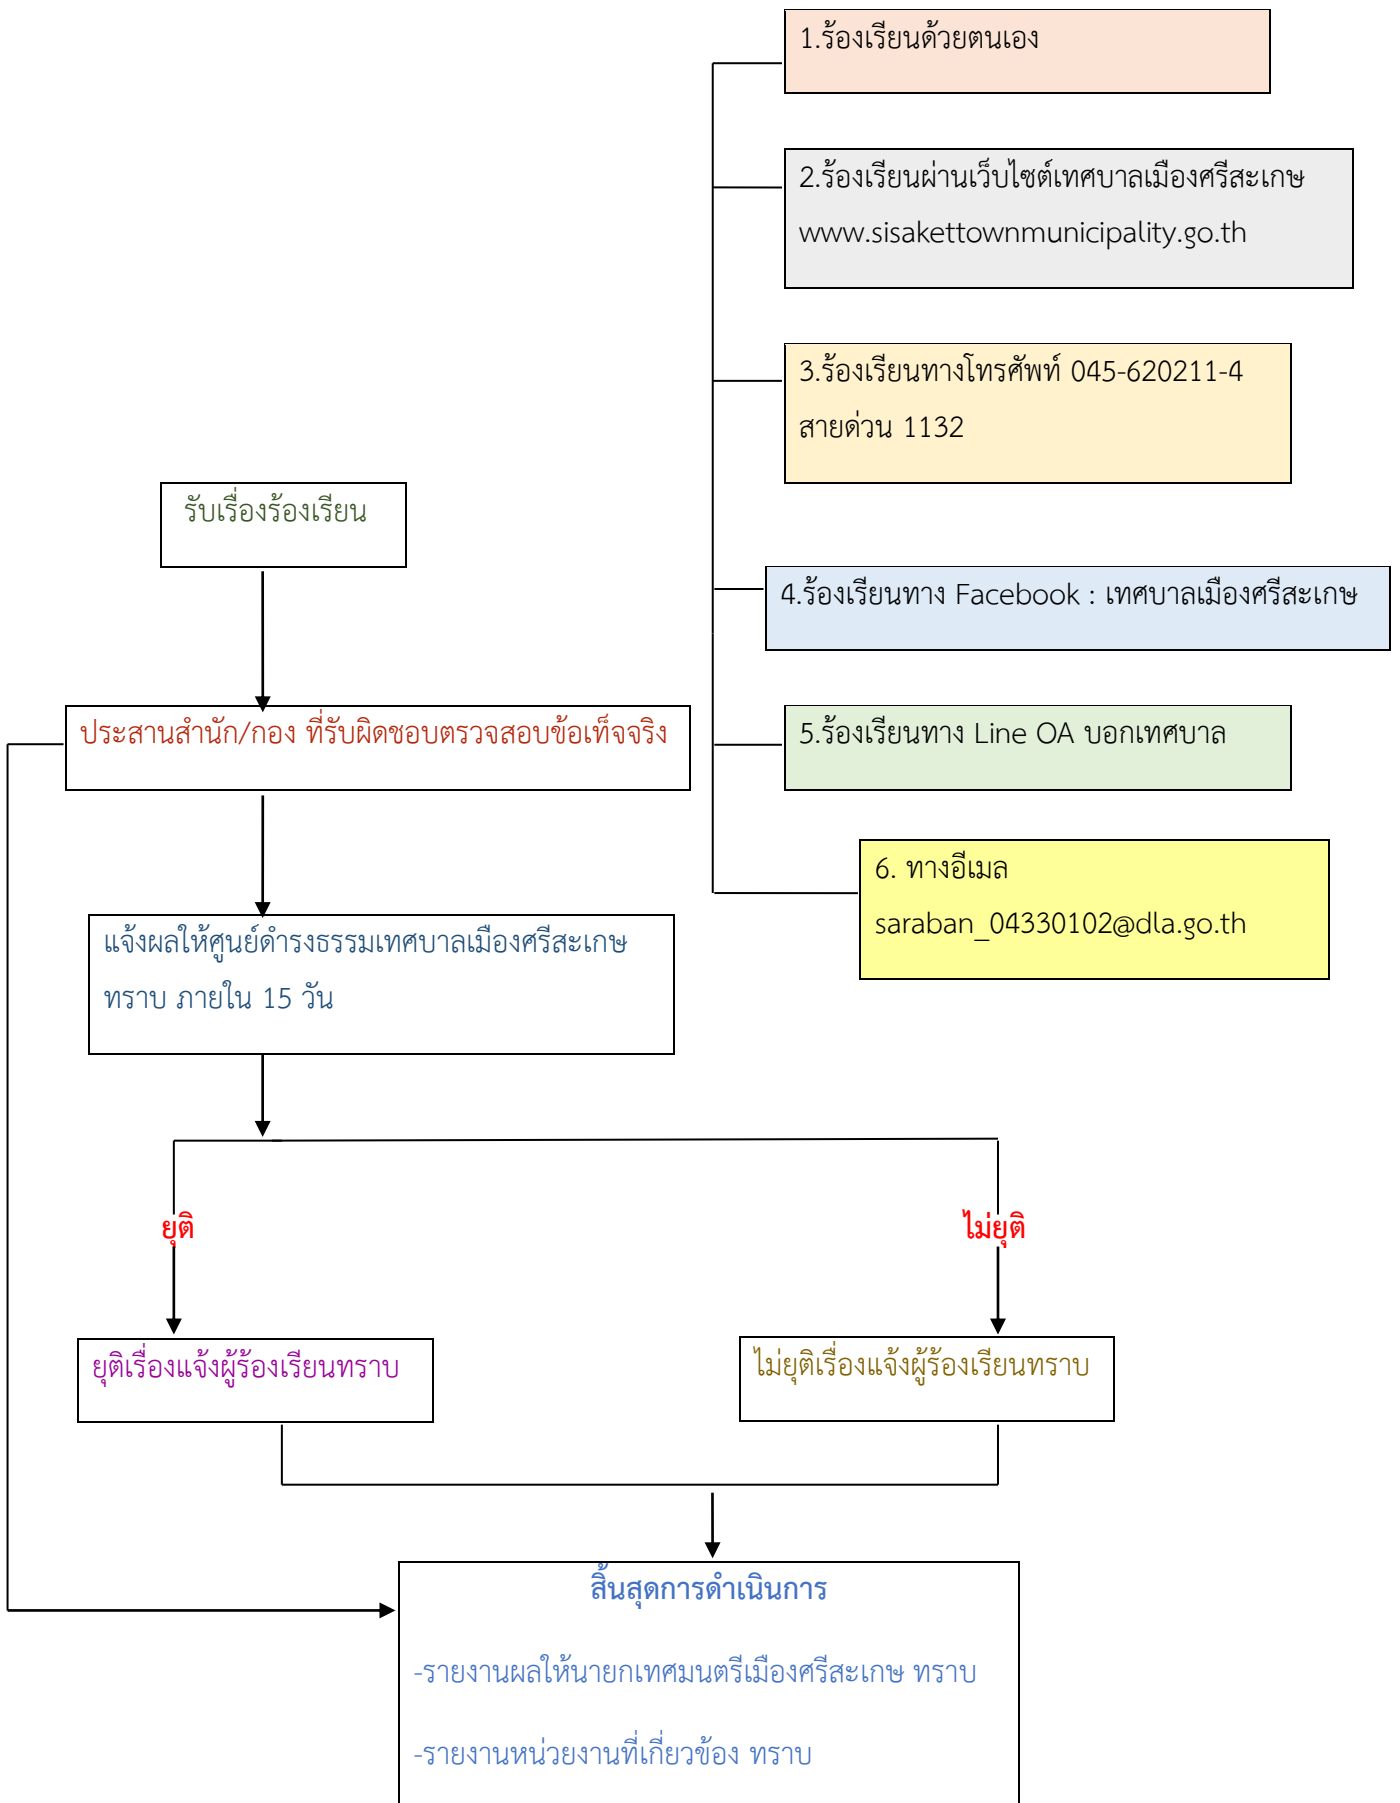 1.ร้องเรียนด้วยตนเอง
2.ร้องเรียนผ่านเว็บไซต์เทศบาลเมืองศรีสะเกษ
www.sisakettownmunicipality.go.th
3.ร้องเรียนทางโทรศัพท์ 045-620211-4
สายด่วน 1132
รับเรื่องร้องเรียน
4.ร้องเรียนทาง Facebook : เทศบาลเมืองศรีสะเกษ
ประสานสำนัก/กอง ที่รับผิดชอบตรวจสอบข้อเท็จจริง
5.ร้องเรียนทาง Line OA บอกเทศบาล
6. ทางอีเมล
saraban_04330102@dla.go.th
แจ้งผลให้ศูนย์ดำรงธรรมเทศบาลเมืองศรีสะเกษ
ทราบ ภายใน 15 วัน
ยุติ
ไม่ยุติ
ยุติเรื่องแจ้งผู้ร้องเรียนทราบ
ไม่ยุติเรื่องแจ้งผู้ร้องเรียนทราบ
สิ้นสุดการดำเนินการ
-รายงานผลให้นายกเทศมนตรีเมืองศรีสะเกษ ทราบ
-รายงานหน่วยงานที่เกี่ยวข้อง ทราบ